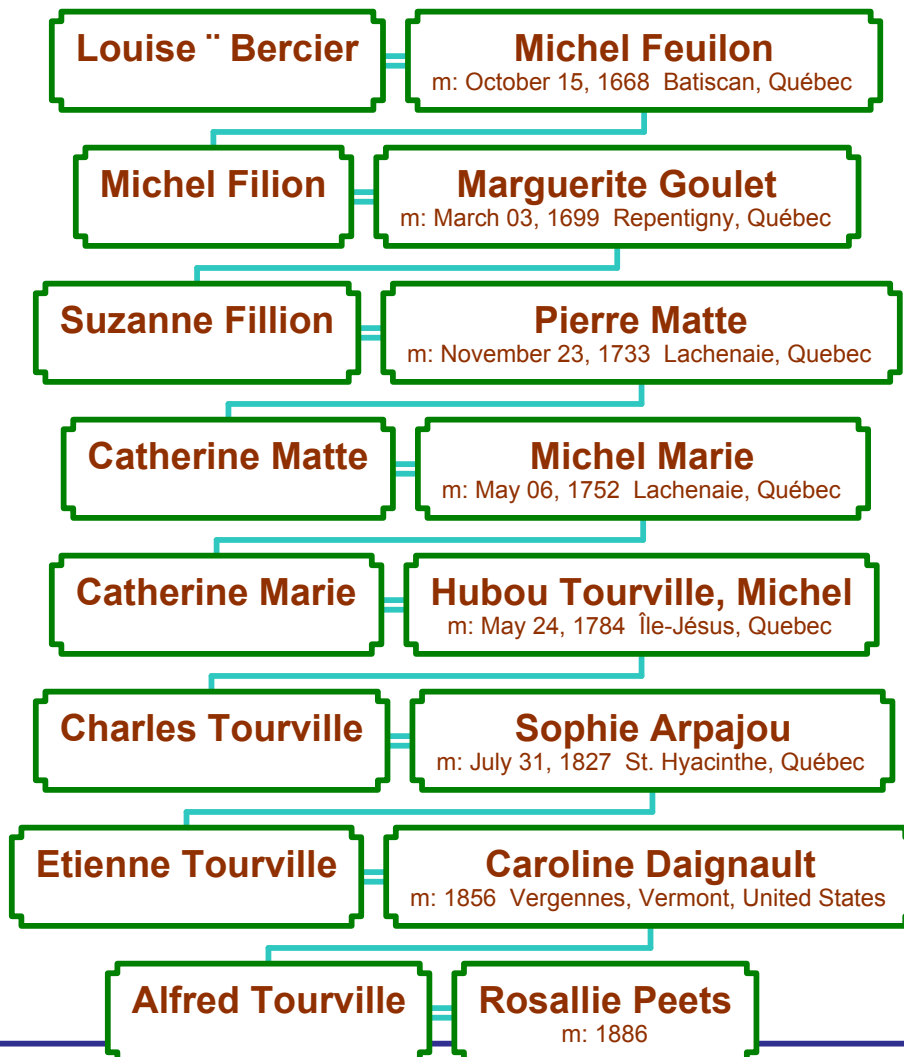 Louise ¨ Bercier
Michel Feuilon
m: October 15, 1668 Batiscan, Québec
Michel Filion
Marguerite Goulet
m: March 03, 1699 Repentigny, Québec
Suzanne Fillion
Pierre Matte
m: November 23, 1733 Lachenaie, Quebec
Catherine Matte
Michel Marie
m: May 06, 1752 Lachenaie, Québec
Catherine Marie
Hubou Tourville, Michel
m: May 24, 1784 Île-Jésus, Quebec
Charles Tourville
Sophie Arpajou
m: July 31, 1827 St. Hyacinthe, Québec
Etienne Tourville
Caroline Daignault
m: 1856 Vergennes, Vermont, United States
Alfred Tourville
Rosallie Peets
m: 1886